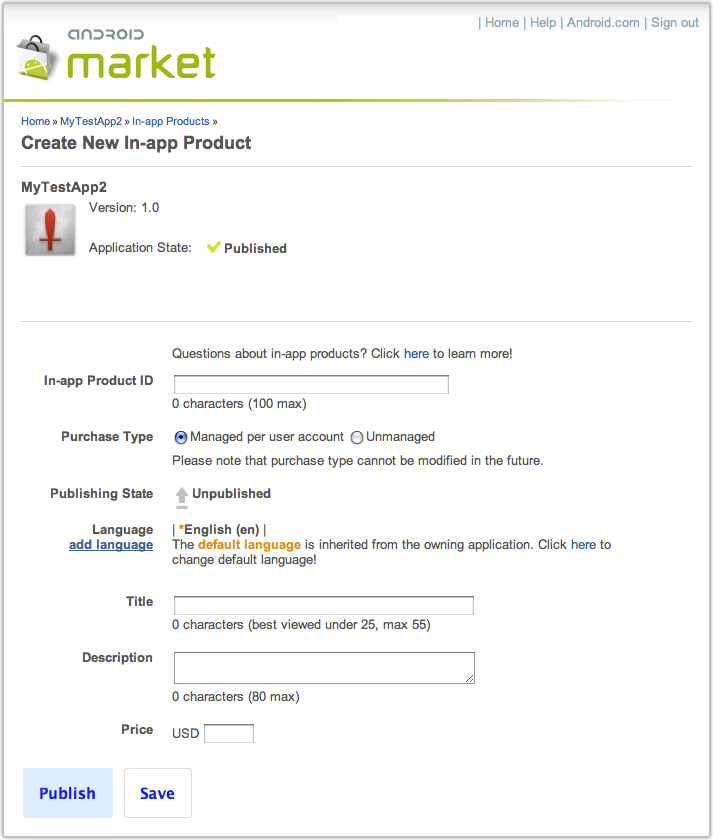 | Home | Help | Android.com | Sign out
ANDROID
market
Home » MyTestApp2 » In-app Products »
Create New In-app Product
MyTestApp2
Version: 1.0
Application State: Published
Questions about in-app products? Click here to learn more!
In-app Product ID
0 characters (100 max)
Purchase Type Managed per user account Unmanaged
Please note that purchase type cannot be modified in the future.
Publishing State Unpublished
Language | *English (en) |
add language The default language is inherited from the owning application. Click here to
change default language!
Title
0 characters (best viewed under 25, max 55)
Description
0 characters (80 max)
Price USD
Publish Save